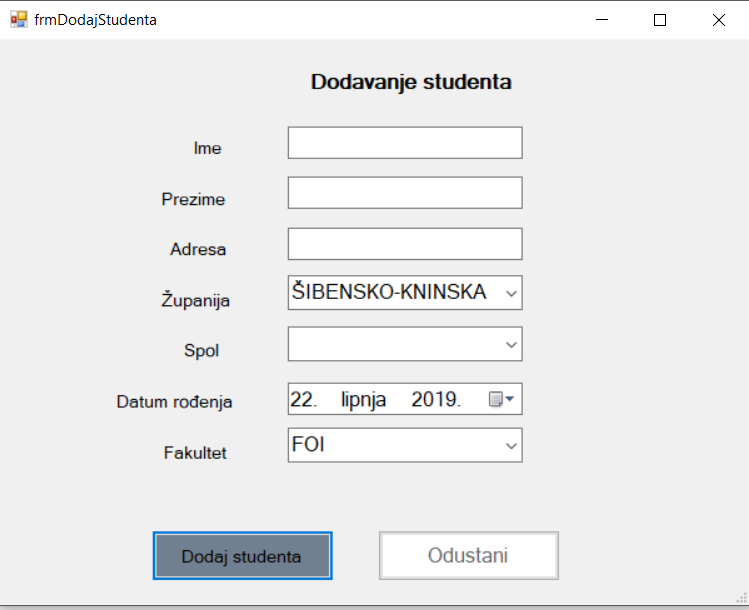 frmDodajStudenta
Dodavanje studenta
Ime
Prezime
Adresa
Županija ŠIBENSKO-KNINSKA
Spol
Datum rođenja 22. lipnja 2019.
Fakultet FOI
Dodaj studenta Odustani